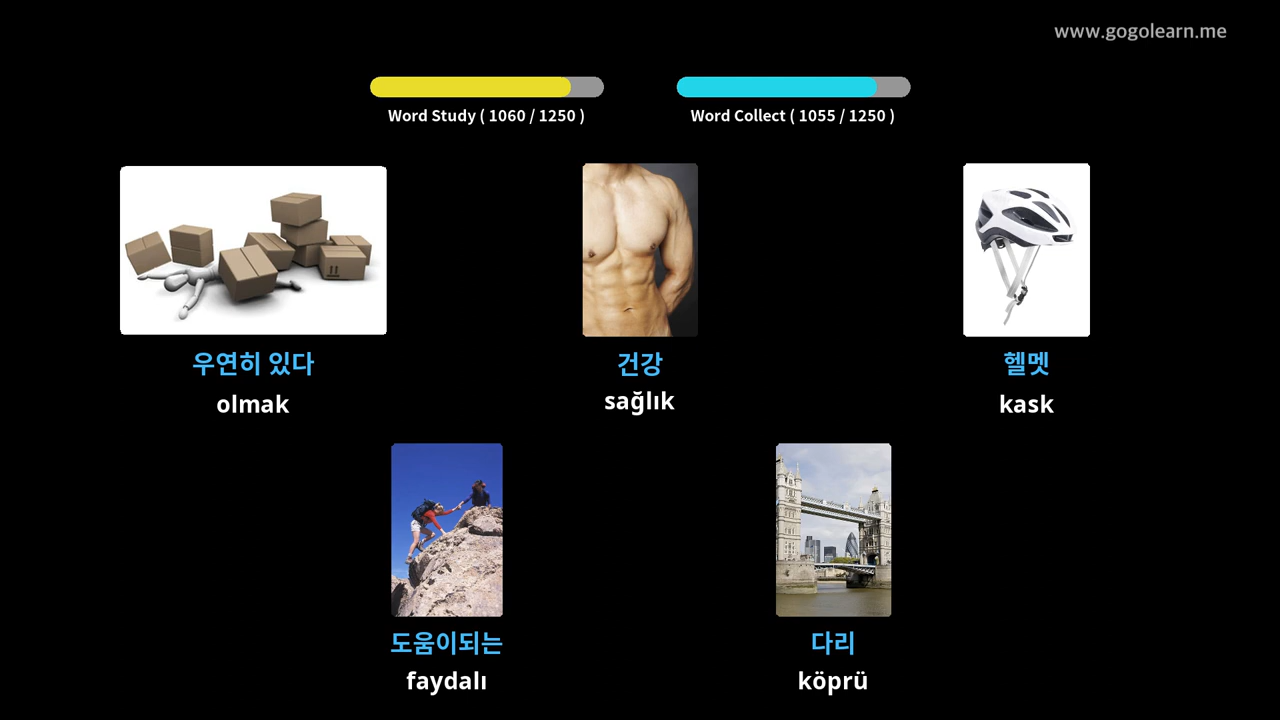 www.gogolearn.me
Word Study ( 1060 / 1250 )
Word Collect ( 1055 / 1250 )
우연히 있다
olmak
건강
sağlık
헬멧
kask
도움이되는
faydalı
다리
köprü